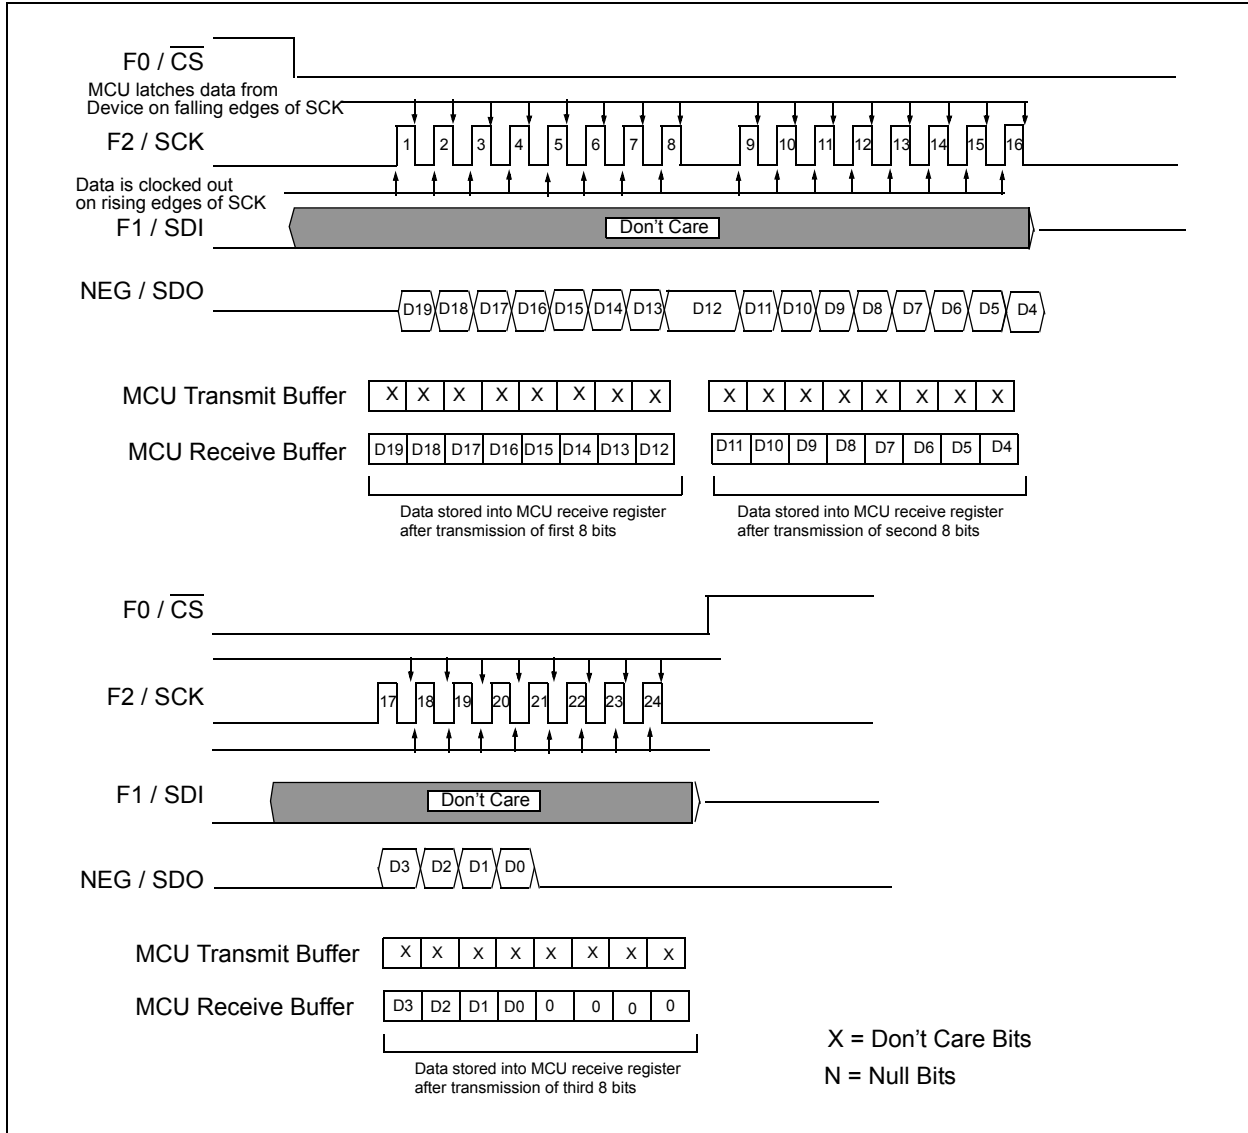 F0 / CS
MCU latches data from
Device on falling edges of SCK
F2 / SCK
1 2 3 4 5 6 7 8 9 10 11 12 13 14 15 16
Data is clocked out
on rising edges of SCK
F1 / SDI
Don't Care
NEG / SDO
D19 D18 D17 D16 D15 D14 D13 D12 D11 D10 D9 D8 D7 D6 D5 D4
MCU Transmit Buffer
X X X X X X X X X X X X X X X X
MCU Receive Buffer
D19 D18 D17 D16 D15 D14 D13 D12 D11 D10 D9 D8 D7 D6 D5 D4
Data stored into MCU receive register
after transmission of first 8 bits
Data stored into MCU receive register
after transmission of second 8 bits
F0 / CS
F2 / SCK
17 18 19 20 21 22 23 24
F1 / SDI
Don't Care
NEG / SDO
D3 D2 D1 D0
MCU Transmit Buffer
X X X X X X X X
MCU Receive Buffer
D3 D2 D1 D0 0 0 0 0
Data stored into MCU receive register
after transmission of third 8 bits
X = Don't Care Bits
N = Null Bits